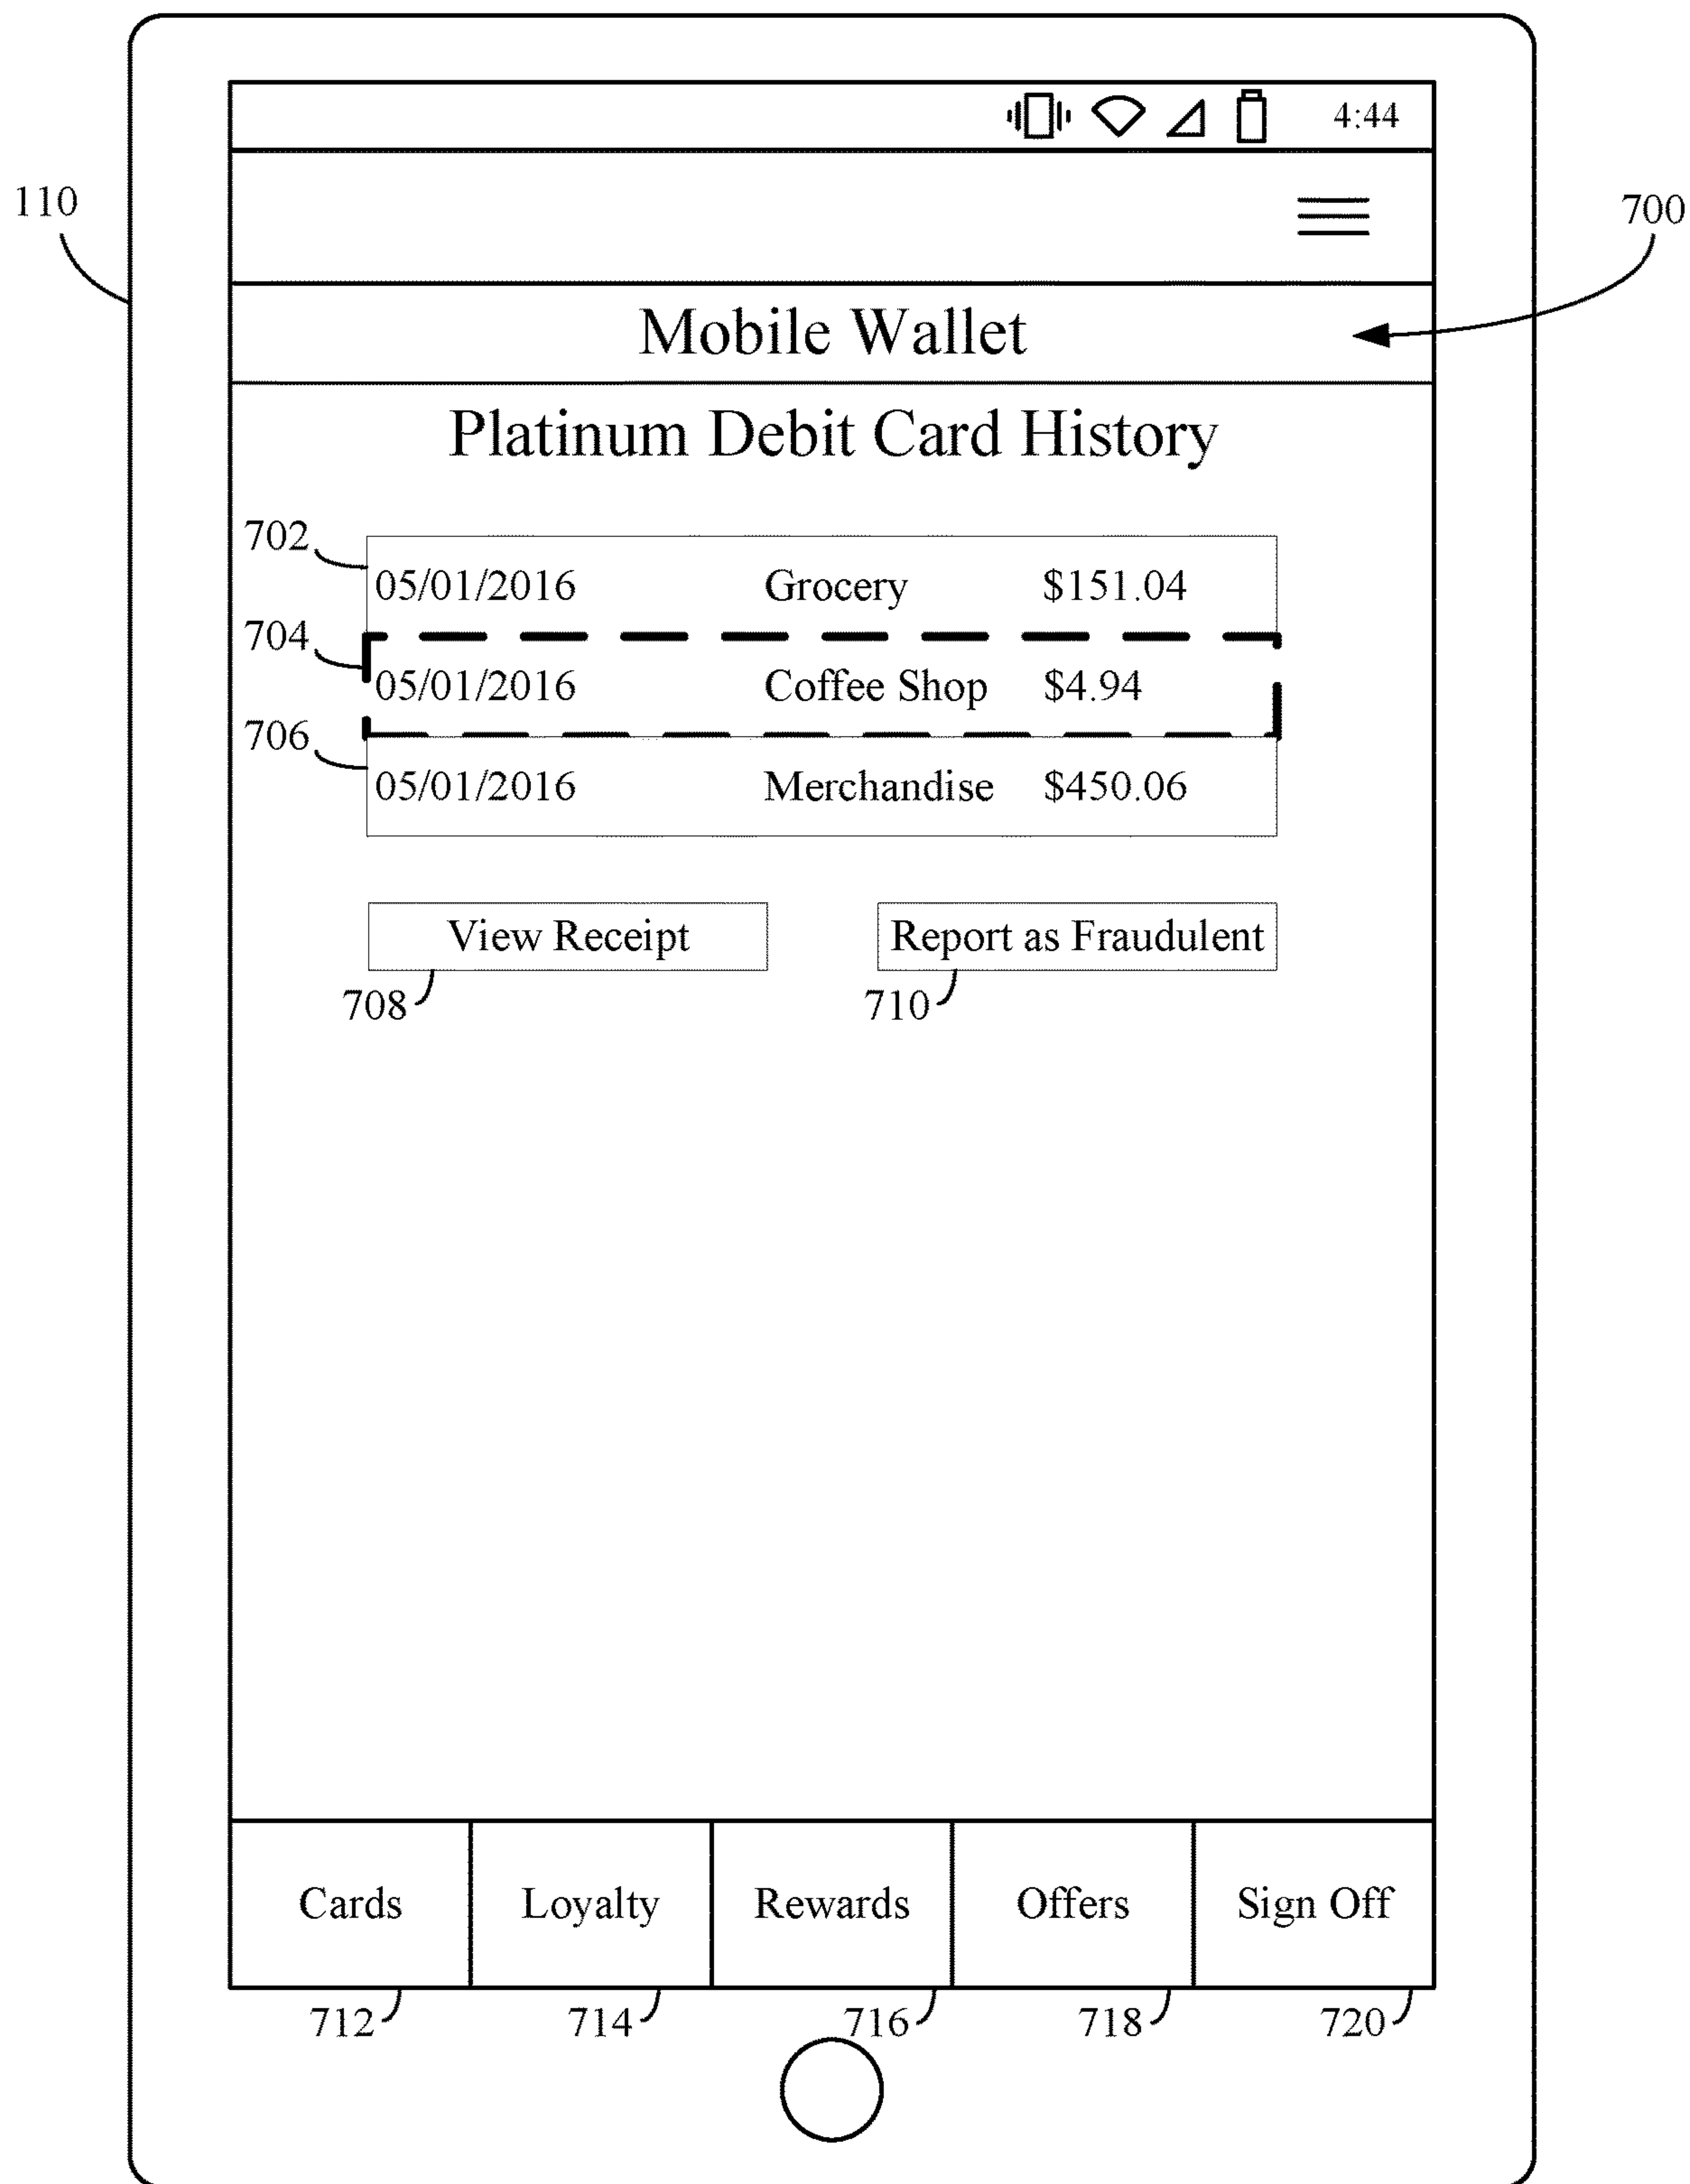 4:44
110
700
Mobile Wallet
Platinum Debit Card History
702
05/01/2016 Grocery $151.04
704
05/01/2016 Coffee Shop $4.94
706
05/01/2016 Merchandise $450.06
View Receipt Report as Fraudulent
708 710
Cards Loyalty Rewards Offers Sign Off
712 714 716 718 720